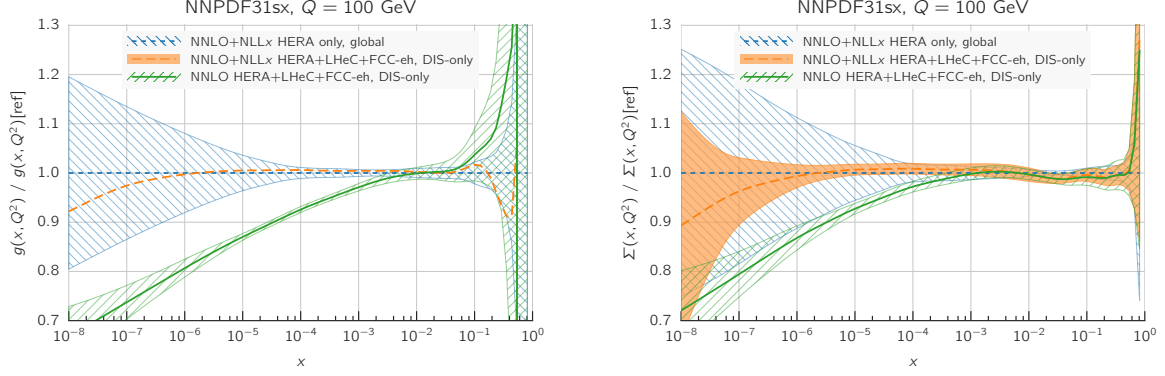 NNPDF31sx, Q = 100 GeV
NNLO+NLLx HERA only, global
NNLO+NLLx HERA+LHeC+FCC-eh, DIS-only
NNLO HERA+LHeC+FCC-eh, DIS-only
g(x, Q²) / g(x, Q²)[ref]
1.3
1.2
1.1
1.0
0.9
0.8
0.7
10⁻⁸ 10⁻⁷ 10⁻⁶ 10⁻⁵ 10⁻⁴ 10⁻³ 10⁻² 10⁻¹ 10⁰
x
NNPDF31sx, Q = 100 GeV
NNLO+NLLx HERA only, global
NNLO+NLLx HERA+LHeC+FCC-eh, DIS-only
NNLO HERA+LHeC+FCC-eh, DIS-only
Σ(x, Q²) / Σ(x, Q²)[ref]
1.3
1.2
1.1
1.0
0.9
0.8
0.7
10⁻⁸ 10⁻⁷ 10⁻⁶ 10⁻⁵ 10⁻⁴ 10⁻³ 10⁻² 10⁻¹ 10⁰
x